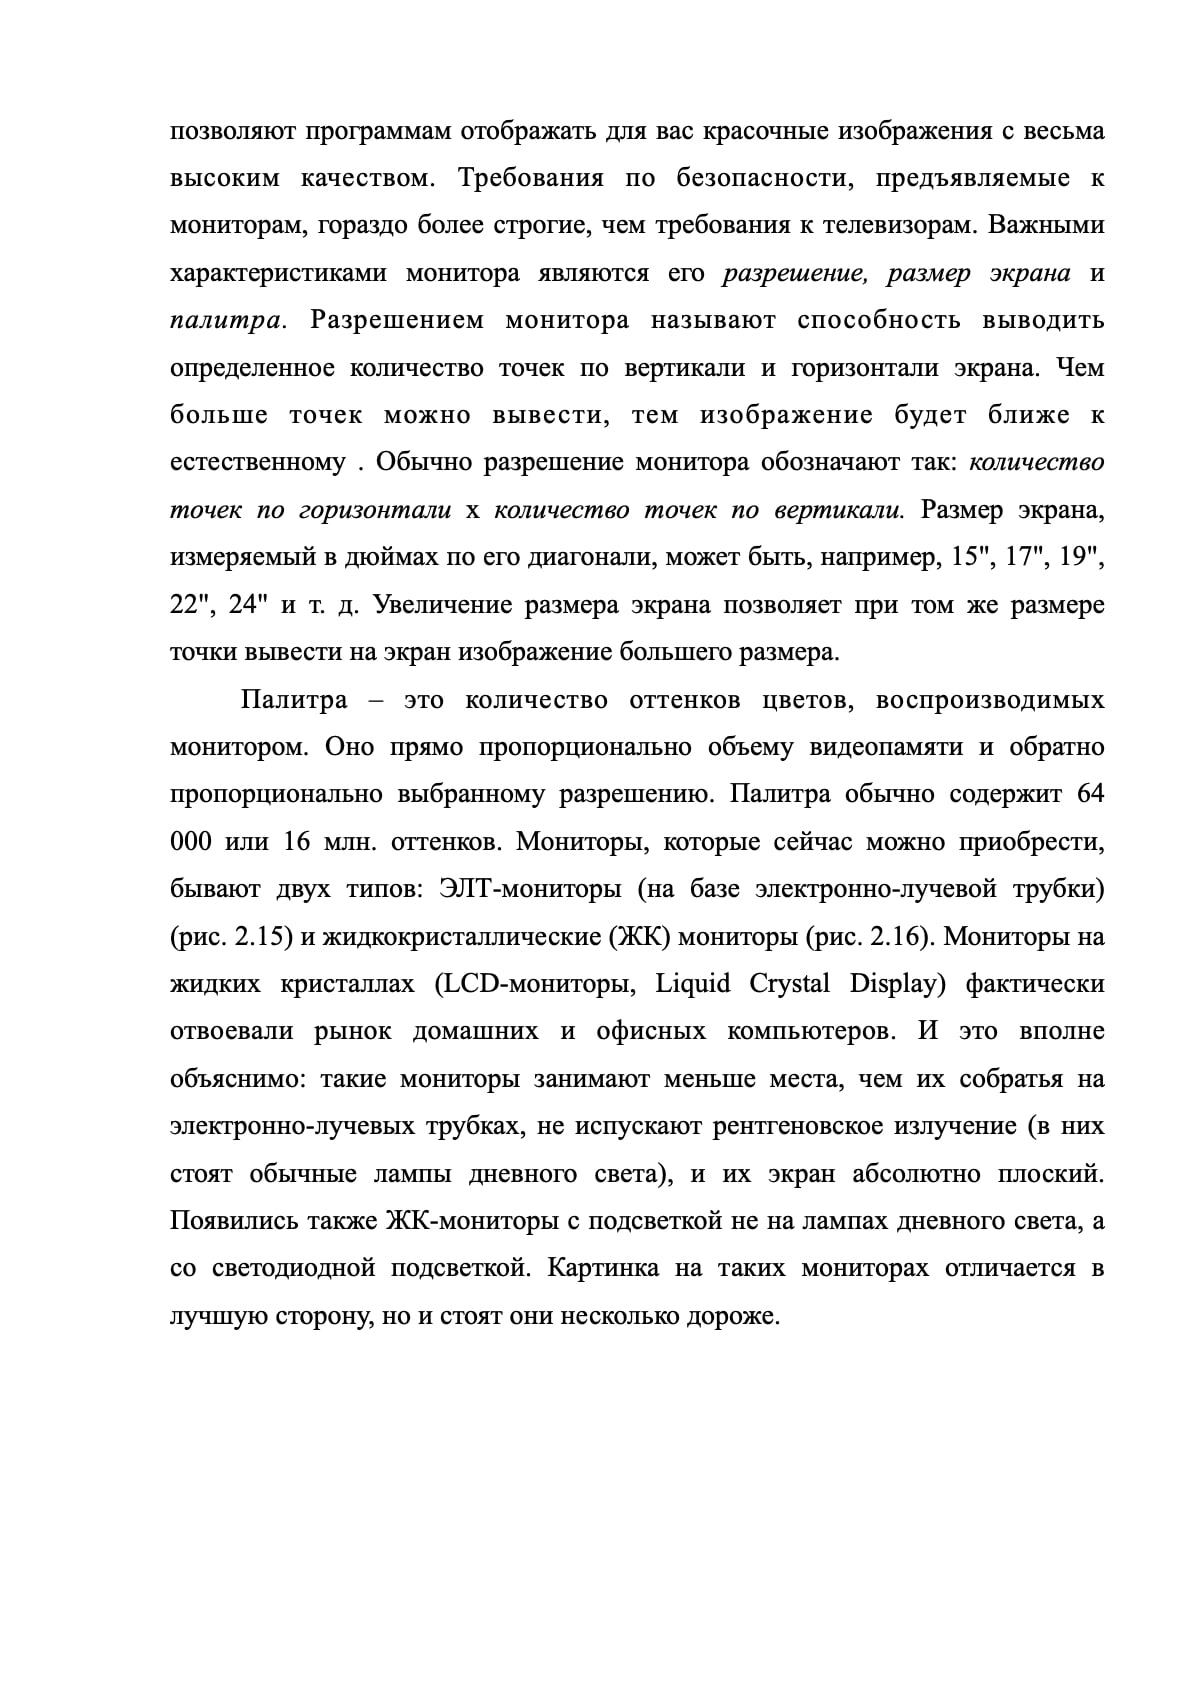 позволяют программам отображать для вас красочные изображения с весьма
высоким качеством. Требования по безопасности, предъявляемые к
мониторам, гораздо более строгие, чем требования к телевизорам. Важными
характеристиками монитора являются его разрешение, размер экрана и
палитра. Разрешением монитора называют способность выводить
определенное количество точек по вертикали и горизонтали экрана. Чем
больше точек можно вывести, тем изображение будет ближе к
естественному . Обычно разрешение монитора обозначают так: количество
точек по горизонтали х количество точек по вертикали. Размер экрана,
измеряемый в дюймах по его диагонали, может быть, например, 15", 17", 19",
22", 24" и т. д. Увеличение размера экрана позволяет при том же размере
точки вывести на экран изображение большего размера.
Палитра – это количество оттенков цветов, воспроизводимых
монитором. Оно прямо пропорционально объему видеопамяти и обратно
пропорционально выбранному разрешению. Палитра обычно содержит 64
000 или 16 млн. оттенков. Мониторы, которые сейчас можно приобрести,
бывают двух типов: ЭЛТ-мониторы (на базе электронно-лучевой трубки)
(рис. 2.15) и жидкокристаллические (ЖК) мониторы (рис. 2.16). Мониторы на
жидких кристаллах (LCD-мониторы, Liquid Crystal Display) фактически
отвоевали рынок домашних и офисных компьютеров. И это вполне
объяснимо: такие мониторы занимают меньше места, чем их собратья на
электронно-лучевых трубках, не испускают рентгеновское излучение (в них
стоят обычные лампы дневного света), и их экран абсолютно плоский.
Появились также ЖК-мониторы с подсветкой не на лампах дневного света, а
со светодиодной подсветкой. Картинка на таких мониторах отличается в
лучшую сторону, но и стоят они несколько дороже.